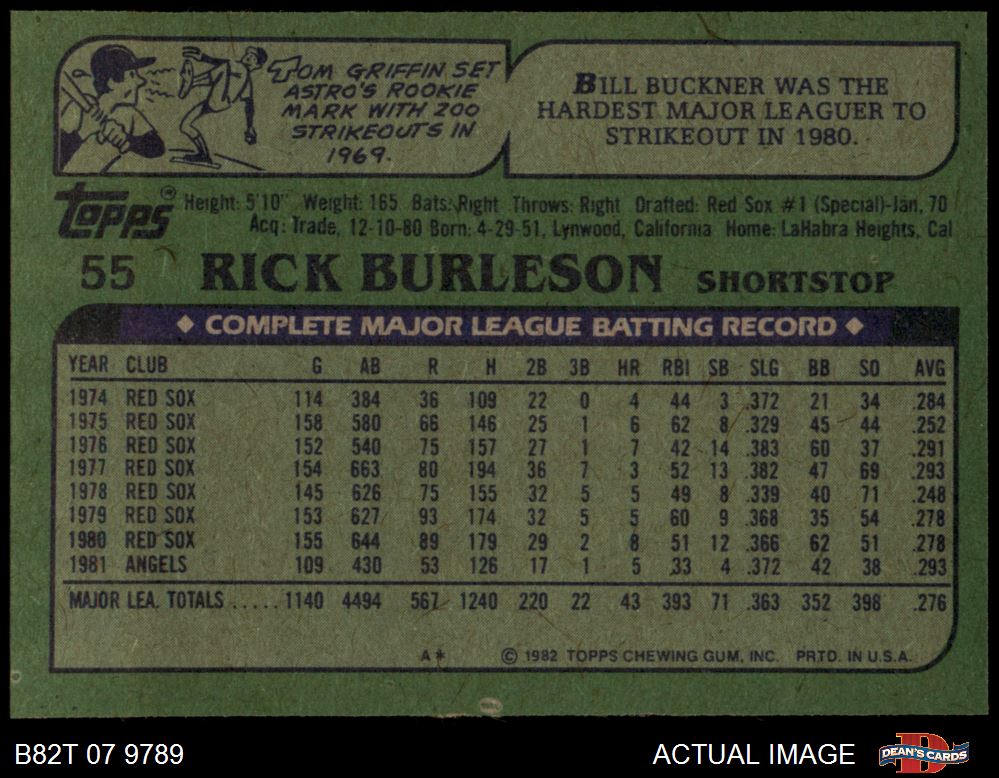 TOM GRIFFIN SET
ASTRO'S ROOKIE
MARK WITH 200
STRIKEOUTS IN
1969.
BILL BUCKNER WAS THE
HARDEST MAJOR LEAGUER TO
STRIKEOUT IN 1980.
Topps®
Height: 5'10" Weight: 165 Bats: Right Throws: Right Drafted: Red Sox #1 (Special)-Jan, 70
Acq: Trade, 12-10-80 Born: 4-29-51, Lynwood, California Home: LaHabra Heights, Cal
55 RICK BURLESON SHORTSTOP
◆ COMPLETE MAJOR LEAGUE BATTING RECORD ◆
YEAR CLUB G AB R H 2B 3B HR RBI SB SLG BB SO AVG
1974 RED SOX 114 384 36 109 22 0 4 44 3 .372 21 34 .284
1975 RED SOX 158 580 66 146 25 1 6 62 8 .329 45 44 .252
1976 RED SOX 152 540 75 157 27 1 7 42 14 .383 60 37 .291
1977 RED SOX 154 663 80 194 36 7 3 52 13 .382 47 69 .293
1978 RED SOX 145 626 75 155 32 5 5 49 8 .339 40 71 .248
1979 RED SOX 153 627 93 174 32 5 5 60 9 .368 35 54 .278
1980 RED SOX 155 644 89 179 29 2 8 51 12 .366 62 51 .278
1981 ANGELS 109 430 53 126 17 1 5 33 4 .372 42 38 .293
MAJOR LEA. TOTALS ..... 1140 4494 567 1240 220 22 43 393 71 .363 352 398 .276
A* © 1982 TOPPS CHEWING GUM, INC. PRTD. IN U.S.A.
B82T 07 9789 ACTUAL IMAGE D DEAN'S CARDS